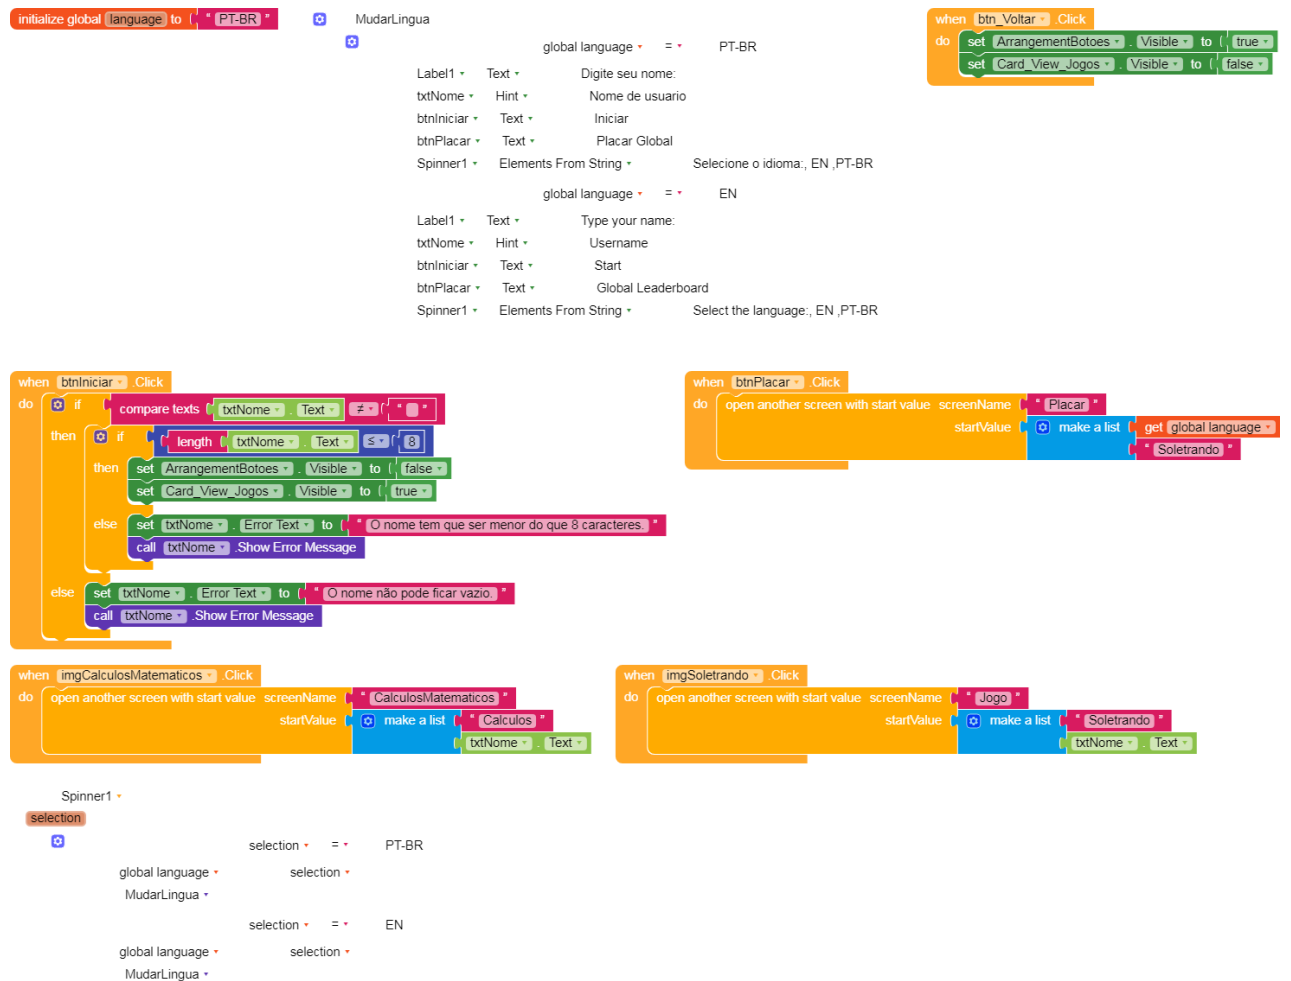 initialize global language to " PT-BR "
MudarLingua
global language = PT-BR
Label1 Text Digite seu nome:
txtNome Hint Nome de usuario
btnIniciar Text Iniciar
btnPlacar Text Placar Global
Spinner1 Elements From String Selecione o idioma:, EN ,PT-BR
global language = EN
Label1 Text Type your name:
txtNome Hint Username
btnIniciar Text Start
btnPlacar Text Global Leaderboard
Spinner1 Elements From String Select the language:, EN ,PT-BR
when btn_Voltar .Click
do set ArrangementBotoes . Visible to true
set Card_View_Jogos . Visible to false
when btnIniciar .Click
do if compare texts txtNome . Text ≠ " "
then if length txtNome . Text ≤ 8
then set ArrangementBotoes . Visible to false
set Card_View_Jogos . Visible to true
else set txtNome . Error Text to " O nome tem que ser menor do que 8 caracteres. "
call txtNome .Show Error Message
else set txtNome . Error Text to " O nome não pode ficar vazio. "
call txtNome .Show Error Message
when btnPlacar .Click
do open another screen with start value screenName " Placar "
startValue make a list get global language
" Soletrando "
when imgCalculosMatematicos .Click
do open another screen with start value screenName " CalculosMatematicos "
startValue make a list " Calculos "
txtNome . Text
when imgSoletrando .Click
do open another screen with start value screenName " Jogo "
startValue make a list " Soletrando "
txtNome . Text
Spinner1
selection
selection = PT-BR
global language selection
MudarLingua
selection = EN
global language selection
MudarLingua